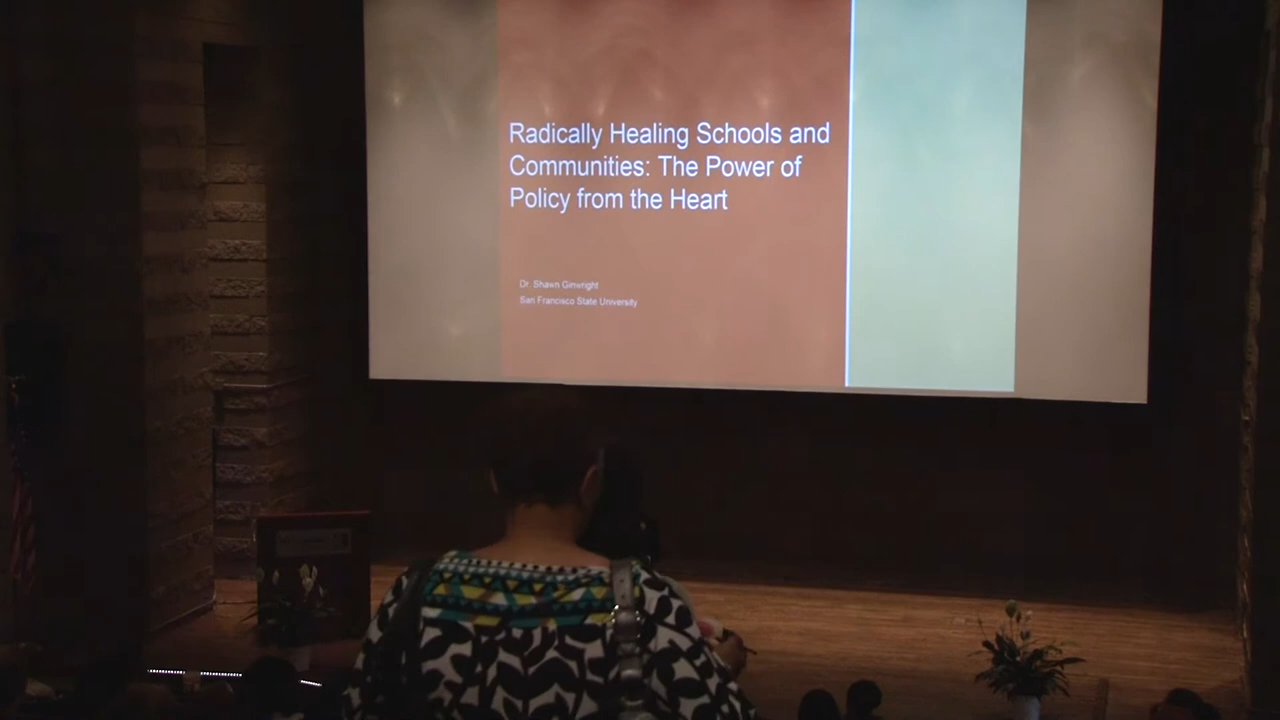 Radically Healing Schools and
Communities: The Power of
Policy from the Heart
Dr. Shawn Ginwright
San Francisco State University